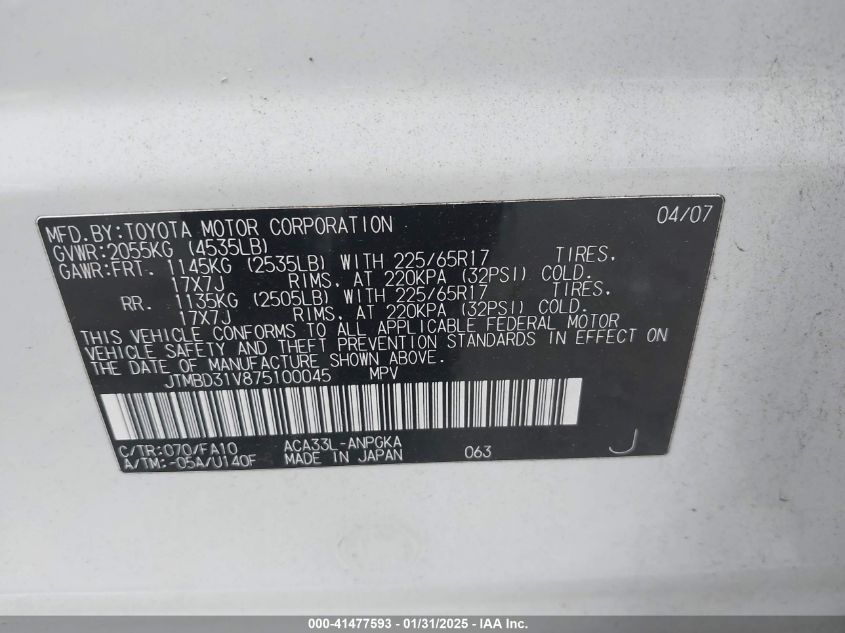 MFD.BY:TOYOTA MOTOR CORPORATION 04/07
GVWR:2055KG (4535LB)
GAWR:FRT. 1145KG (2535LB) WITH 225/65R17 TIRES,
17X7J RIMS, AT 220KPA (32PSI) COLD.
RR. 1135KG (2505LB) WITH 225/65R17 TIRES,
17X7J RIMS, AT 220KPA (32PSI) COLD.
THIS VEHICLE CONFORMS TO ALL APPLICABLE FEDERAL MOTOR
VEHICLE SAFETY AND THEFT PREVENTION STANDARDS IN EFFECT ON
THE DATE OF MANUFACTURE SHOWN ABOVE.
JTMBD31V875100045 MPV
C/TR:070/FA10 ACA33L-ANPGKA
A/TM:-05A/U140F MADE IN JAPAN 063 J
000-41477593 - 01/31/2025 - IAA Inc.